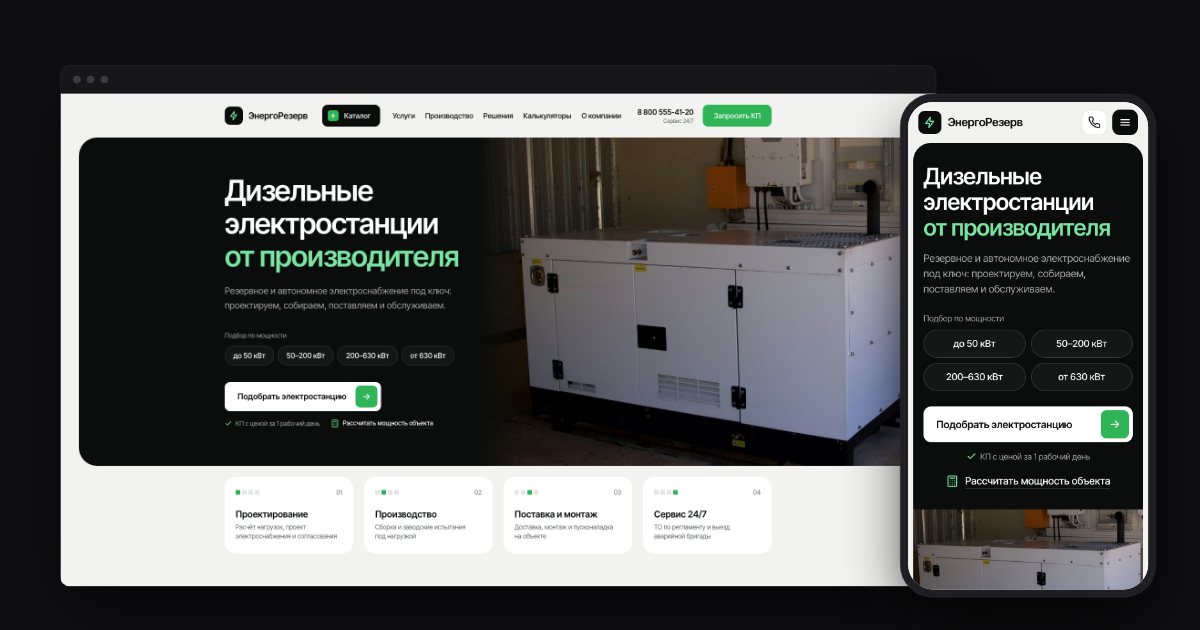 ЭнергоРезерв
Каталог
Услуги Производство Решения Калькуляторы О компании
8 800 555-41-20
Сервис 24/7
Запросить КП
Дизельные
электростанции
от производителя
Резервное и автономное электроснабжение под ключ:
проектируем, собираем, поставляем и обслуживаем.
Подбор по мощности
до 50 кВт 50–200 кВт 200–630 кВт от 630 кВт
Подобрать электростанцию
КП с ценой за 1 рабочий день Рассчитать мощность объекта
01
Проектирование
Расчёт нагрузок, проект
электроснабжения и согласования
02
Производство
Сборка и заводские испытания
под нагрузкой
03
Поставка и монтаж
Доставка, монтаж и пусконаладка
на объекте
04
Сервис 24/7
ТО по регламенту и выезд
аварийной бригады
ЭнергоРезерв
Дизельные
электростанции
от производителя
Резервное и автономное электроснабжение
под ключ: проектируем, собираем,
поставляем и обслуживаем.
Подбор по мощности
до 50 кВт 50–200 кВт
200–630 кВт от 630 кВт
Подобрать электростанцию
КП с ценой за 1 рабочий день
Рассчитать мощность объекта